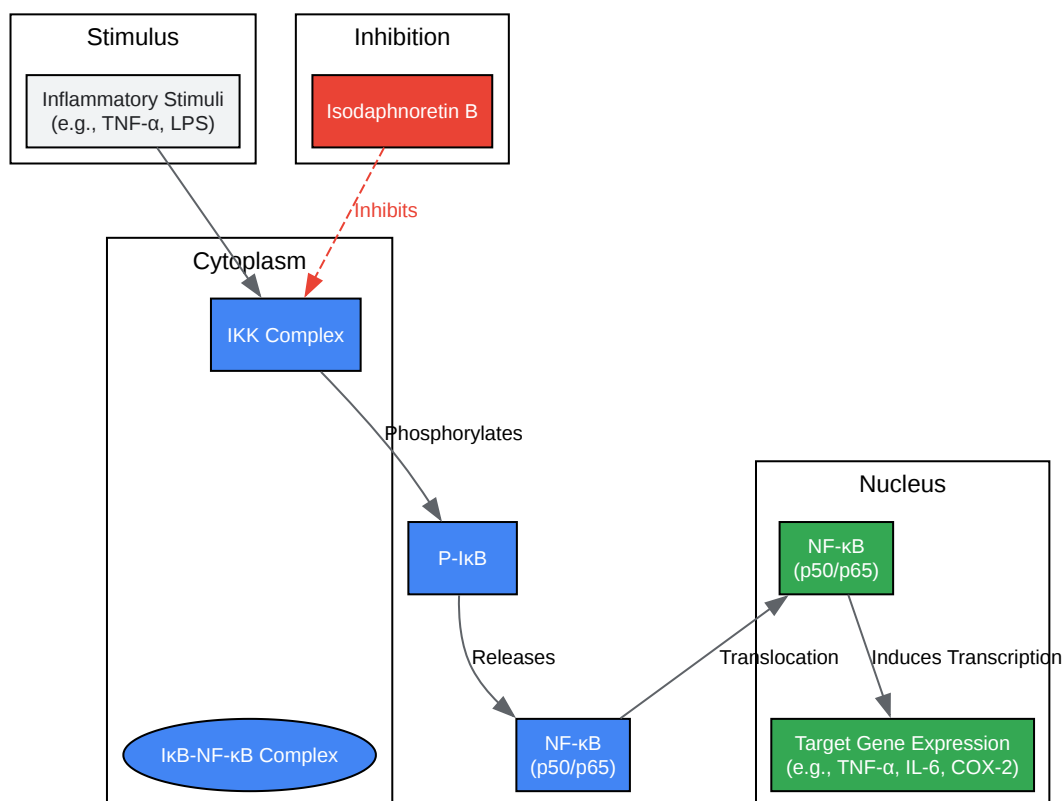 Stimulus
Inflammatory Stimuli
(e.g., TNF-α, LPS)
Inhibition
Isodaphnoretin B
Inhibits
Cytoplasm
IKK Complex
Phosphorylates
P-IκB
Releases
IκB-NF-κB Complex
NF-κB
(p50/p65)
Translocation
Nucleus
NF-κB
(p50/p65)
Induces Transcription
Target Gene Expression
(e.g., TNF-α, IL-6, COX-2)